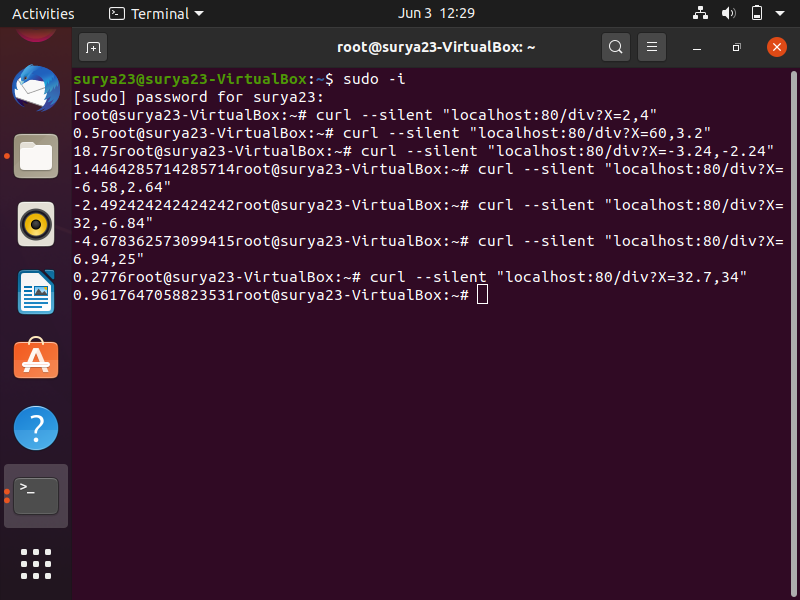 Activities Terminal Jun 3 12:29
root@surya23-VirtualBox: ~
surya23@surya23-VirtualBox:~$ sudo -i
[sudo] password for surya23:
root@surya23-VirtualBox:~# curl --silent "localhost:80/div?X=2,4"
0.5root@surya23-VirtualBox:~# curl --silent "localhost:80/div?X=60,3.2"
18.75root@surya23-VirtualBox:~# curl --silent "localhost:80/div?X=-3.24,-2.24"
1.4464285714285714root@surya23-VirtualBox:~# curl --silent "localhost:80/div?X=
-6.58,2.64"
-2.492424242424242root@surya23-VirtualBox:~# curl --silent "localhost:80/div?X=
32,-6.84"
-4.678362573099415root@surya23-VirtualBox:~# curl --silent "localhost:80/div?X=
6.94,25"
0.2776root@surya23-VirtualBox:~# curl --silent "localhost:80/div?X=32.7,34"
0.9617647058823531root@surya23-VirtualBox:~#